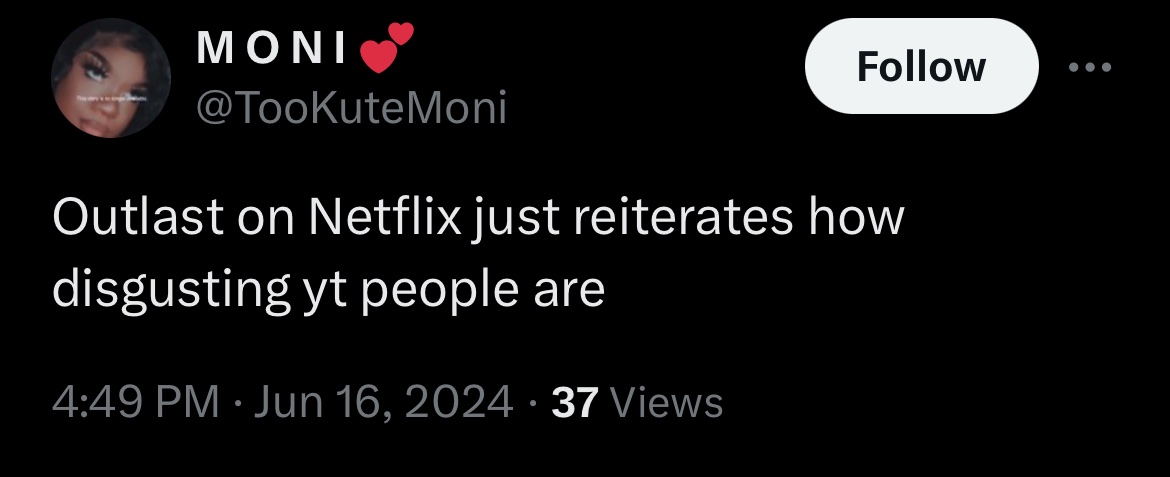 MONI💕
@TooKuteMoni
Follow
Outlast on Netflix just reiterates how
disgusting yt people are
4:49 PM · Jun 16, 2024 · 37 Views